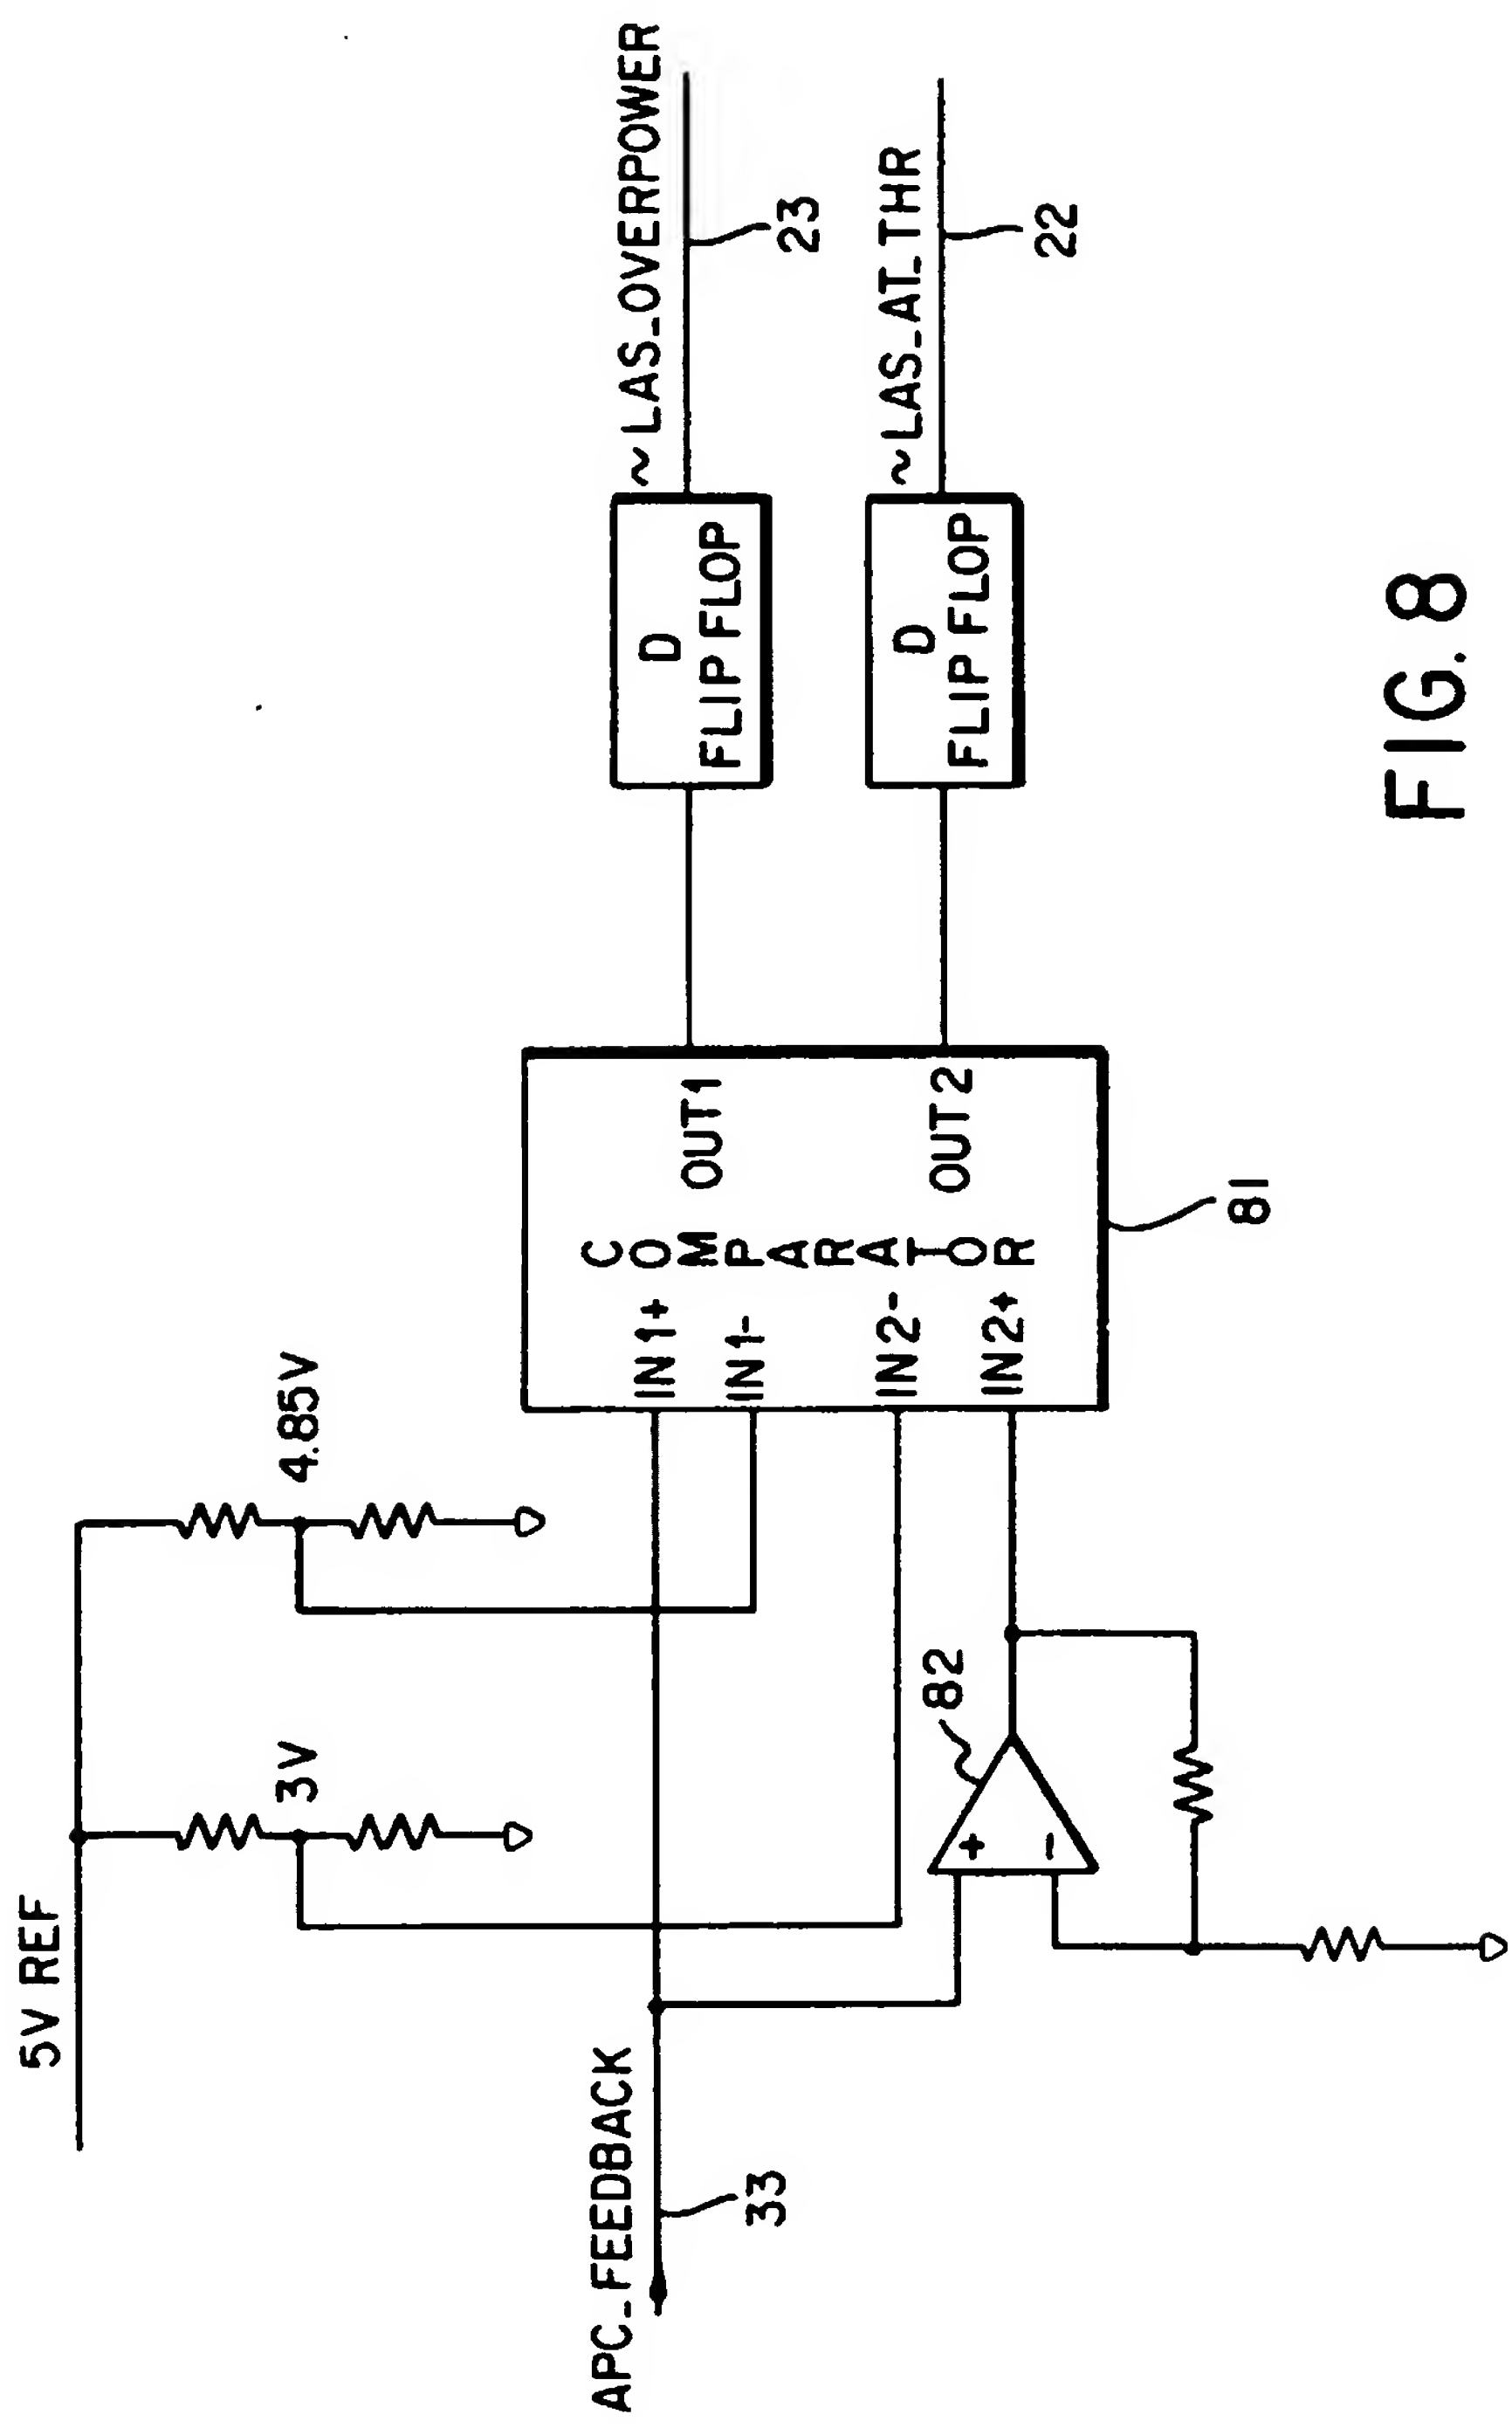 5V REF
3V
4.85V
APC_FEEDBACK
33
82
IN1+
IN1-
IN2-
IN2+
COMPARATOR
OUT1
OUT2
81
D
FLIP FLOP
D
FLIP FLOP
~LAS_OVERPOWER
23
~LAS_AT_THR
22
+
-
FIG. 8